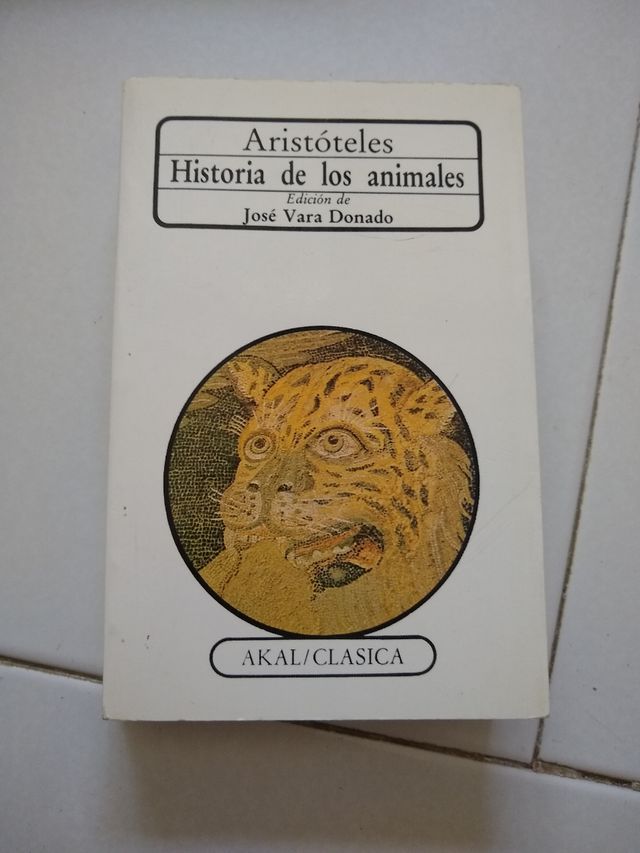 Aristóteles
Historia de los animales
Edición de
José Vara Donado
AKAL/CLASICA